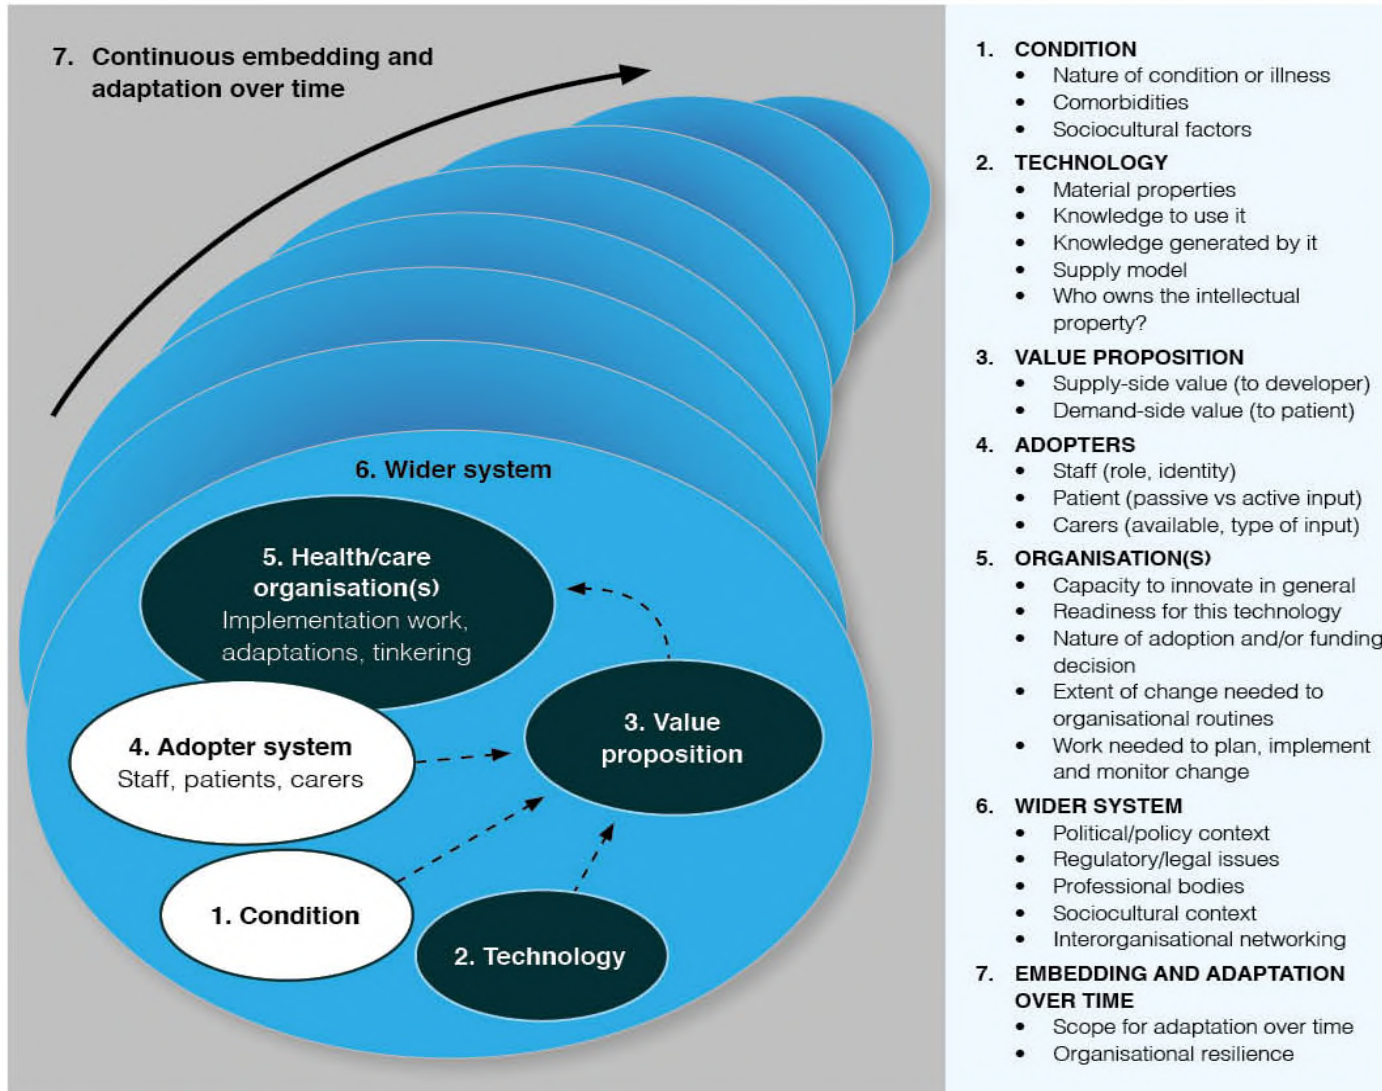 7. Continuous embedding and
adaptation over time
6. Wider system
5. Health/care
organisation(s)
Implementation work,
adaptations, tinkering
4. Adopter system
Staff, patients, carers
3. Value
proposition
1. Condition
2. Technology
1. CONDITION
• Nature of condition or illness
• Comorbidities
• Sociocultural factors
2. TECHNOLOGY
• Material properties
• Knowledge to use it
• Knowledge generated by it
• Supply model
• Who owns the intellectual
property?
3. VALUE PROPOSITION
• Supply-side value (to developer)
• Demand-side value (to patient)
4. ADOPTERS
• Staff (role, identity)
• Patient (passive vs active input)
• Carers (available, type of input)
5. ORGANISATION(S)
• Capacity to innovate in general
• Readiness for this technology
• Nature of adoption and/or funding
decision
• Extent of change needed to
organisational routines
• Work needed to plan, implement
and monitor change
6. WIDER SYSTEM
• Political/policy context
• Regulatory/legal issues
• Professional bodies
• Sociocultural context
• Interorganisational networking
7. EMBEDDING AND ADAPTATION
OVER TIME
• Scope for adaptation over time
• Organisational resilience